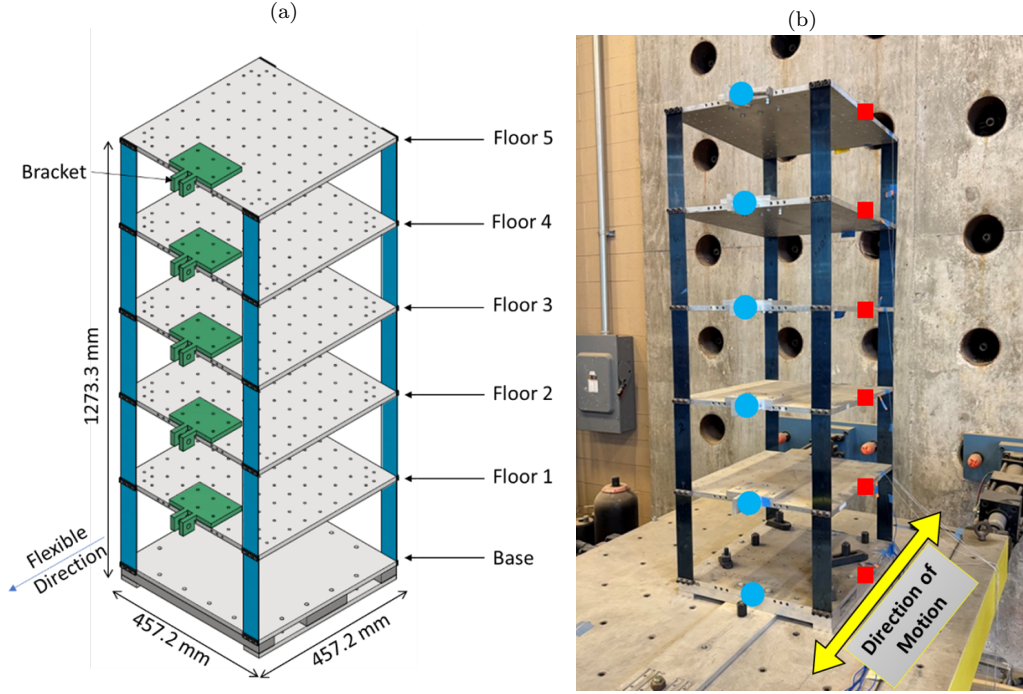 (a)
(b)
Floor 5
Bracket
Floor 4
Floor 3
1273.3 mm
Floor 2
Floor 1
Flexible
Direction
Base
457.2 mm
457.2 mm
Direction of
Motion